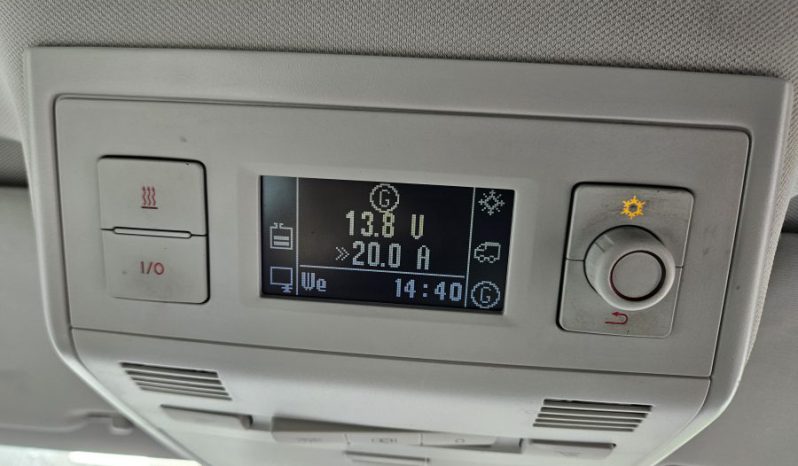 G
13.8 V
»20.0 A
We 14:40 G
I/O